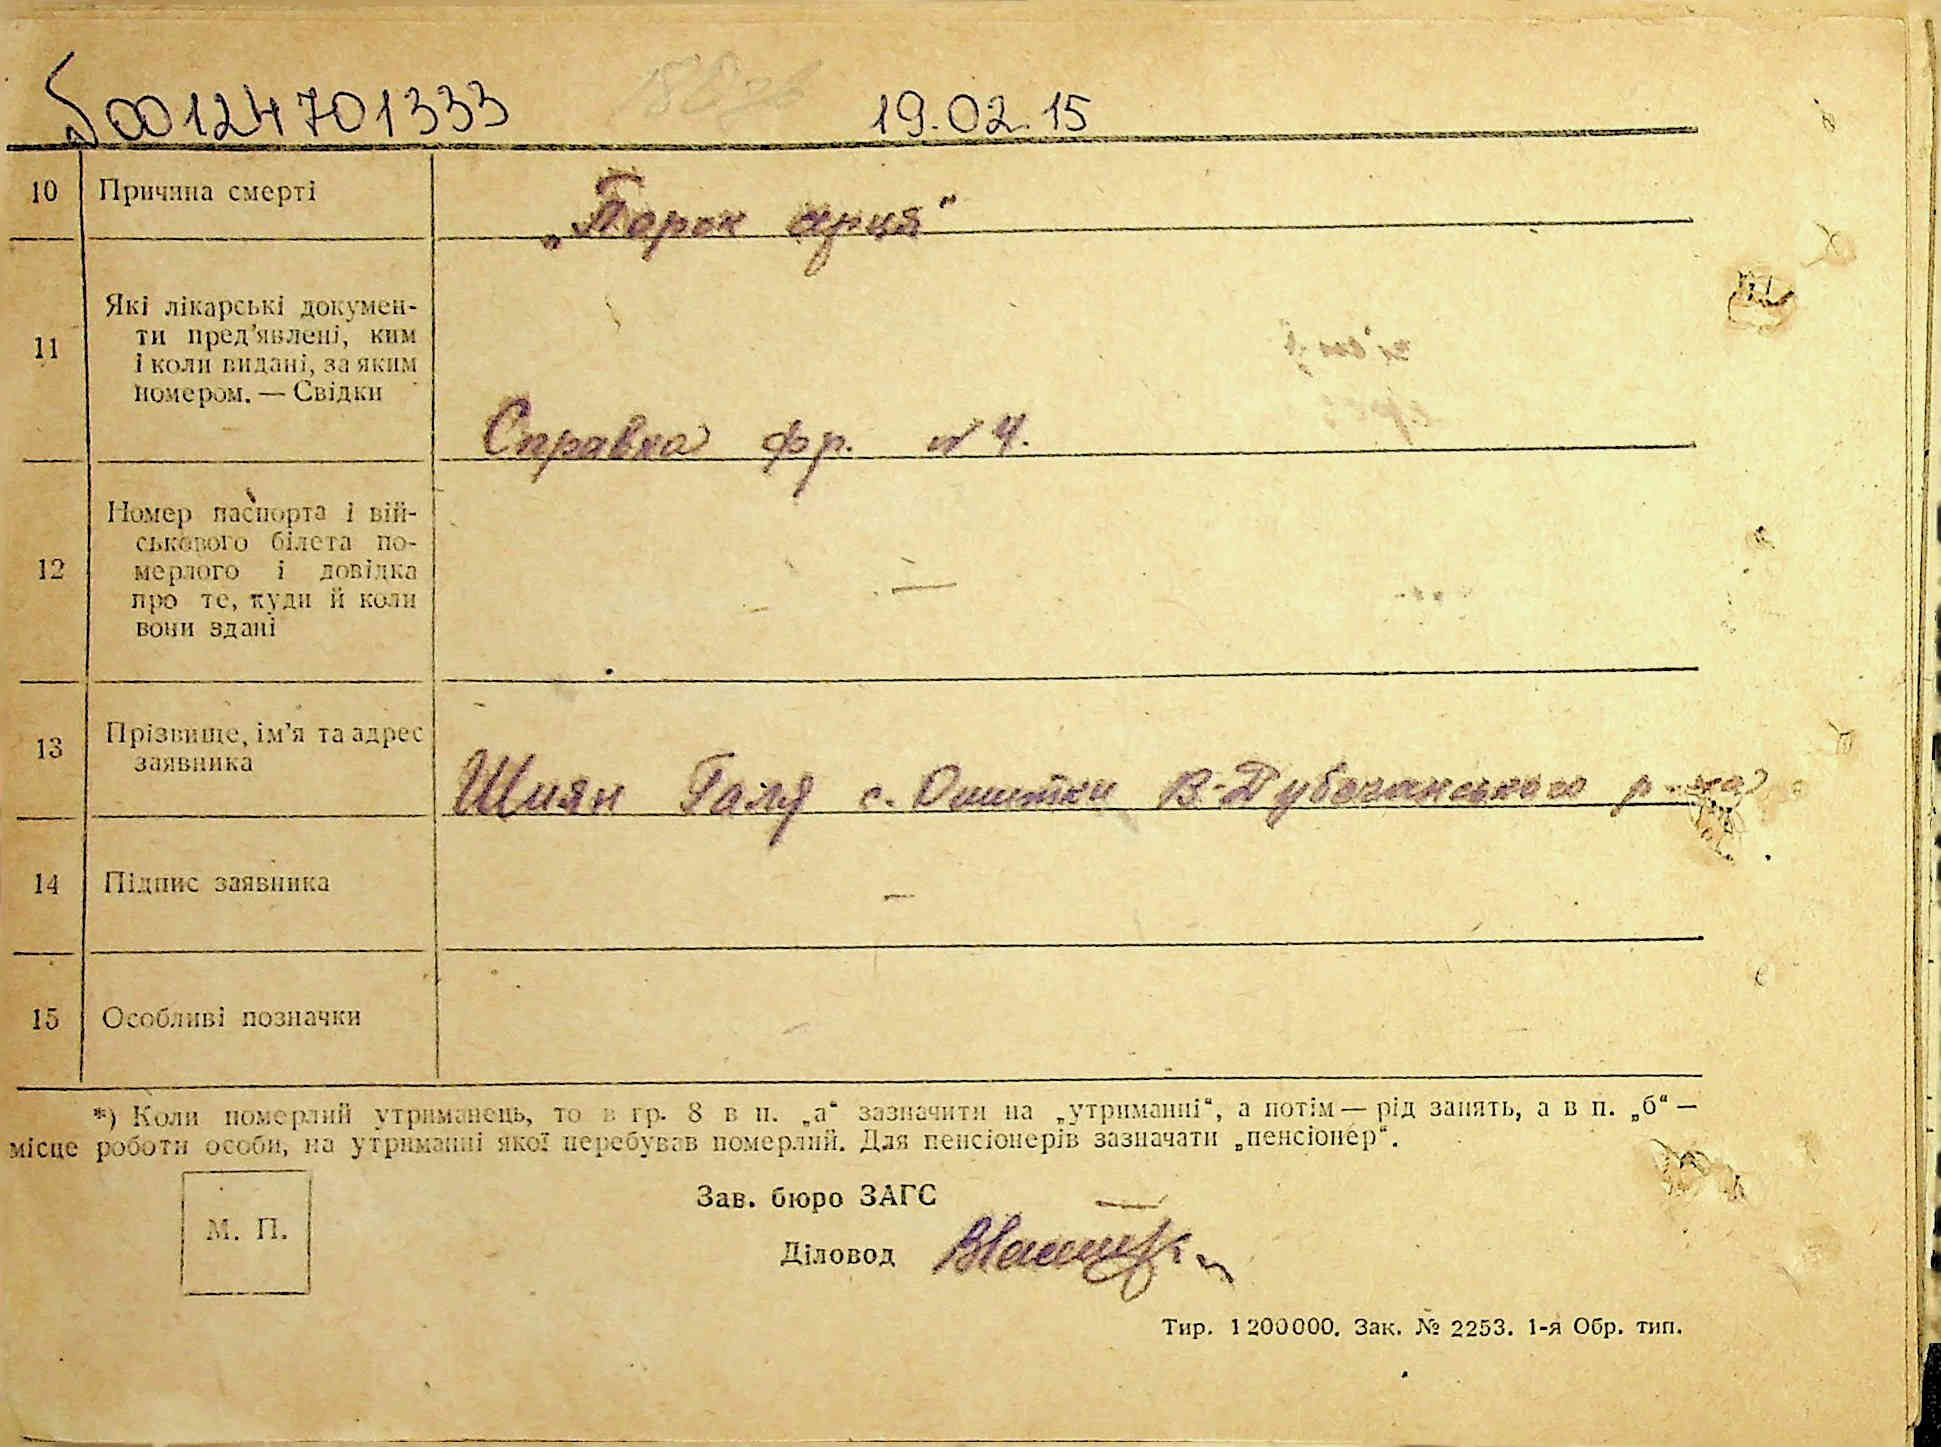 00124701333
19.02.15
10 Причина смерті „Порок серця“
11 Які лікарські докумен-
ти пред’явлені, ким
і коли видані, за яким
номером. — Свідки
Справка фр. № 4.
12 Номер паспорта і вій-
ськового білета по-
мерлого і довідка
про те, куди й коли
вони здані
—
13 Прізвище, ім’я та адрес
заявника
Шиян Галя с. Ошитки В-Дубечанського р-на
14 Підпис заявника —
15 Особливі позначки
*) Коли померлий утриманець, то в гр. 8 в п. „а“ зазначити на „утриманні“, а потім — рід занять, а в п. „б“ —
місце роботи особи, на утриманні якої перебував померлий. Для пенсіонерів зазначати „пенсіонер“.
М. П.
Зав. бюро ЗАГС —
Діловод
Тир. 1200000. Зак. № 2253. 1-я Обр. тип.